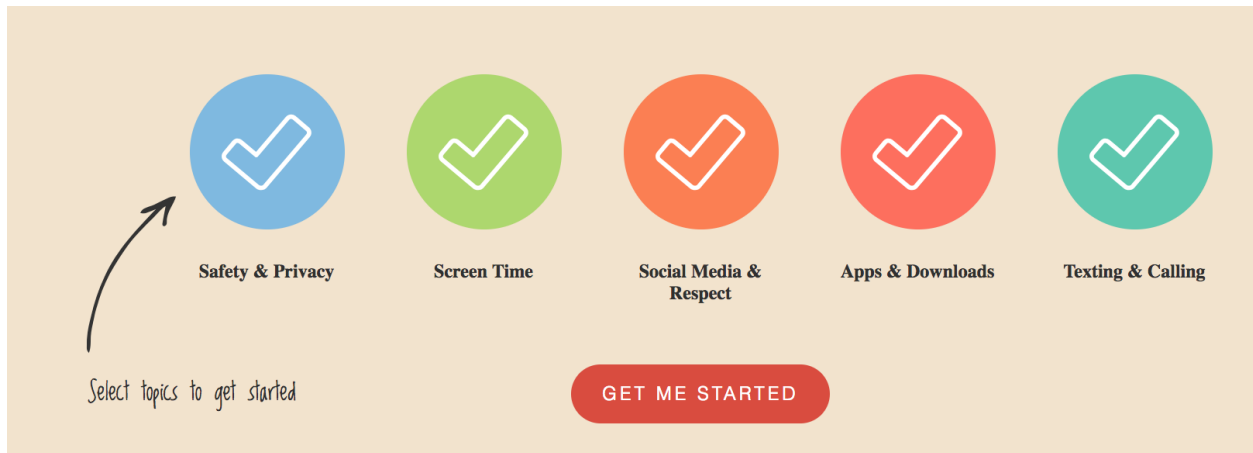 Safety & Privacy
Screen Time
Social Media &
Respect
Apps & Downloads
Texting & Calling
Select topics to get started
GET ME STARTED